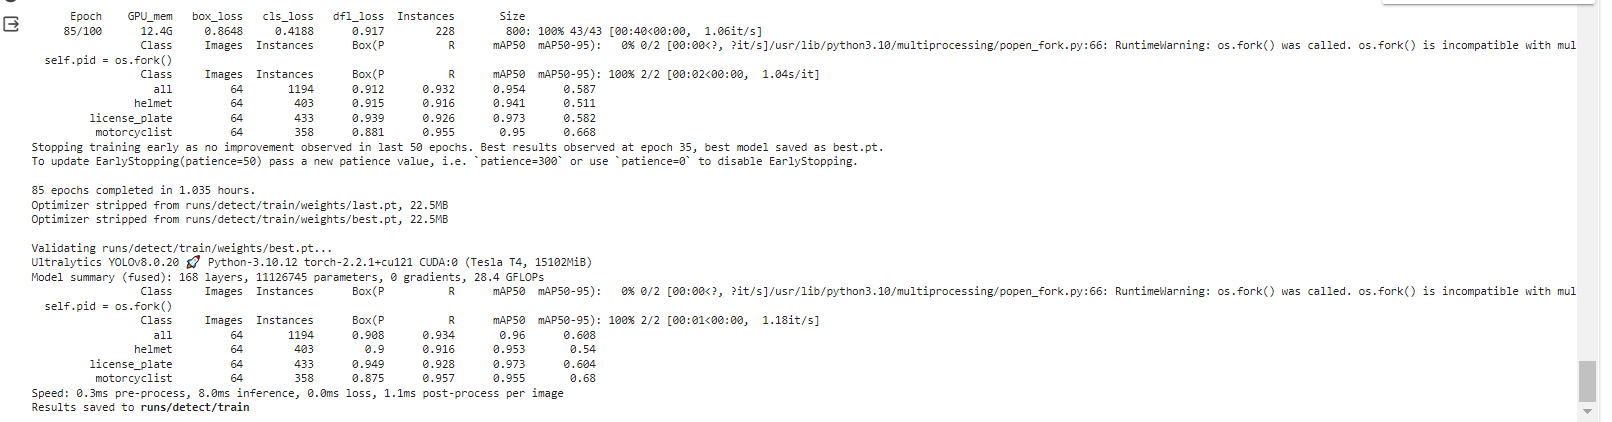 Epoch GPU_mem box_loss cls_loss dfl_loss Instances Size
85/100 12.4G 0.8648 0.4188 0.917 228 800: 100% 43/43 [00:40<00:00, 1.06it/s]
Class Images Instances Box(P R mAP50 mAP50-95): 0% 0/2 [00:00<?, ?it/s]/usr/lib/python3.10/multiprocessing/popen_fork.py:66: RuntimeWarning: os.fork() was called. os.fork() is incompatible with mul
self.pid = os.fork()
Class Images Instances Box(P R mAP50 mAP50-95): 100% 2/2 [00:02<00:00, 1.04s/it]
all 64 1194 0.912 0.932 0.954 0.587
helmet 64 403 0.915 0.916 0.941 0.511
license_plate 64 433 0.939 0.926 0.973 0.582
motorcyclist 64 358 0.881 0.955 0.95 0.668
Stopping training early as no improvement observed in last 50 epochs. Best results observed at epoch 35, best model saved as best.pt.
To update EarlyStopping(patience=50) pass a new patience value, i.e. `patience=300` or use `patience=0` to disable EarlyStopping.
85 epochs completed in 1.035 hours.
Optimizer stripped from runs/detect/train/weights/last.pt, 22.5MB
Optimizer stripped from runs/detect/train/weights/best.pt, 22.5MB
Validating runs/detect/train/weights/best.pt...
Ultralytics YOLOv8.0.20 🚀 Python-3.10.12 torch-2.2.1+cu121 CUDA:0 (Tesla T4, 15102MiB)
Model summary (fused): 168 layers, 11126745 parameters, 0 gradients, 28.4 GFLOPs
Class Images Instances Box(P R mAP50 mAP50-95): 0% 0/2 [00:00<?, ?it/s]/usr/lib/python3.10/multiprocessing/popen_fork.py:66: RuntimeWarning: os.fork() was called. os.fork() is incompatible with mul
self.pid = os.fork()
Class Images Instances Box(P R mAP50 mAP50-95): 100% 2/2 [00:01<00:00, 1.18it/s]
all 64 1194 0.908 0.934 0.96 0.608
helmet 64 403 0.9 0.916 0.953 0.54
license_plate 64 433 0.949 0.928 0.973 0.604
motorcyclist 64 358 0.875 0.957 0.955 0.68
Speed: 0.3ms pre-process, 8.0ms inference, 0.0ms loss, 1.1ms post-process per image
Results saved to runs/detect/train